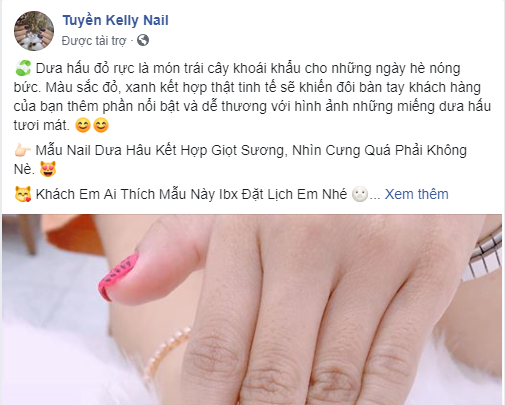 Tuyền Kelly Nail
Được tài trợ ·
Dưa hấu đỏ rực là món trái cây khoái khẩu cho những ngày hè nóng
bức. Màu sắc đỏ, xanh kết hợp thật tinh tế sẽ khiến đôi bàn tay khách hàng
của bạn thêm phần nổi bật và dễ thương với hình ảnh những miếng dưa hấu
tươi mát. 😊😊
👉🏻 Mẫu Nail Dưa Hâu Kết Hợp Giọt Sương, Nhìn Cưng Quá Phải Không
Nè. 😻
😽 Khách Em Ai Thích Mẫu Này Ibx Đặt Lịch Em Nhé 🌝... Xem thêm